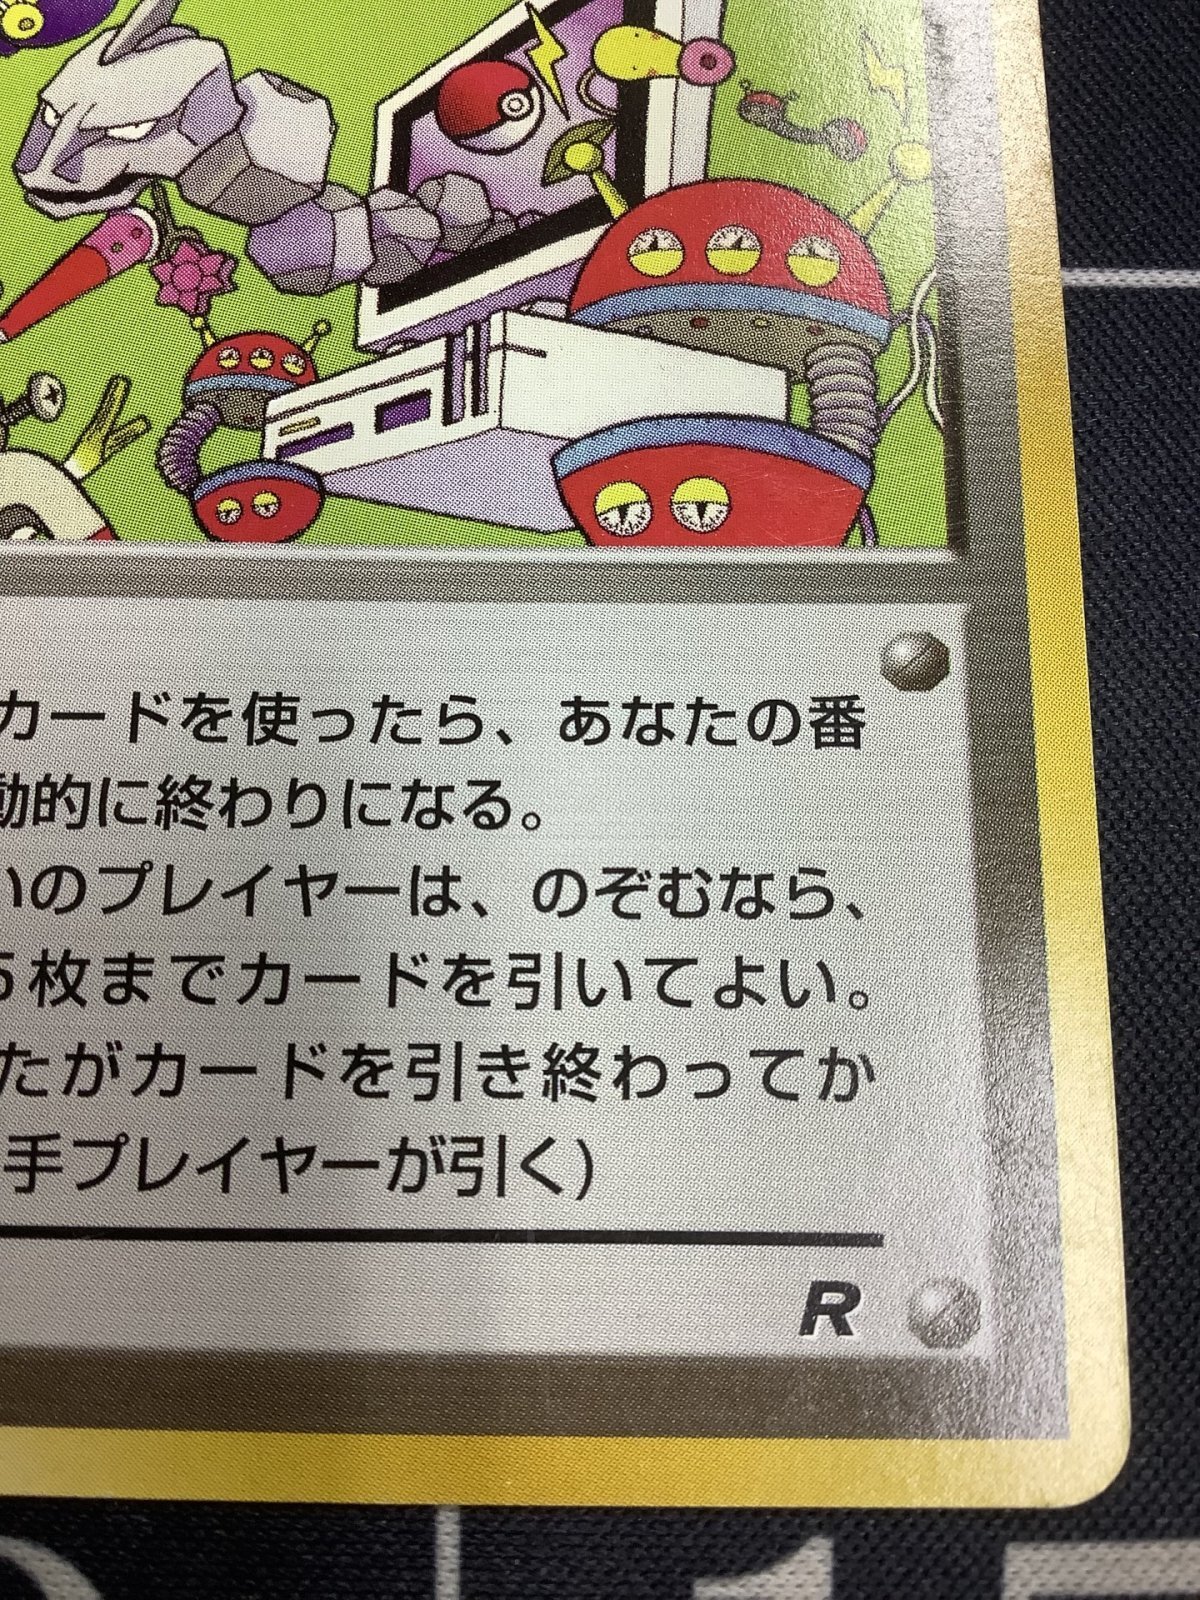 カードを使ったら、あなたの番
動的に終わりになる。
いのプレイヤーは、のぞむなら、
5枚までカードを引いてよい。
たがカードを引き終わってか
手プレイヤーが引く)
R